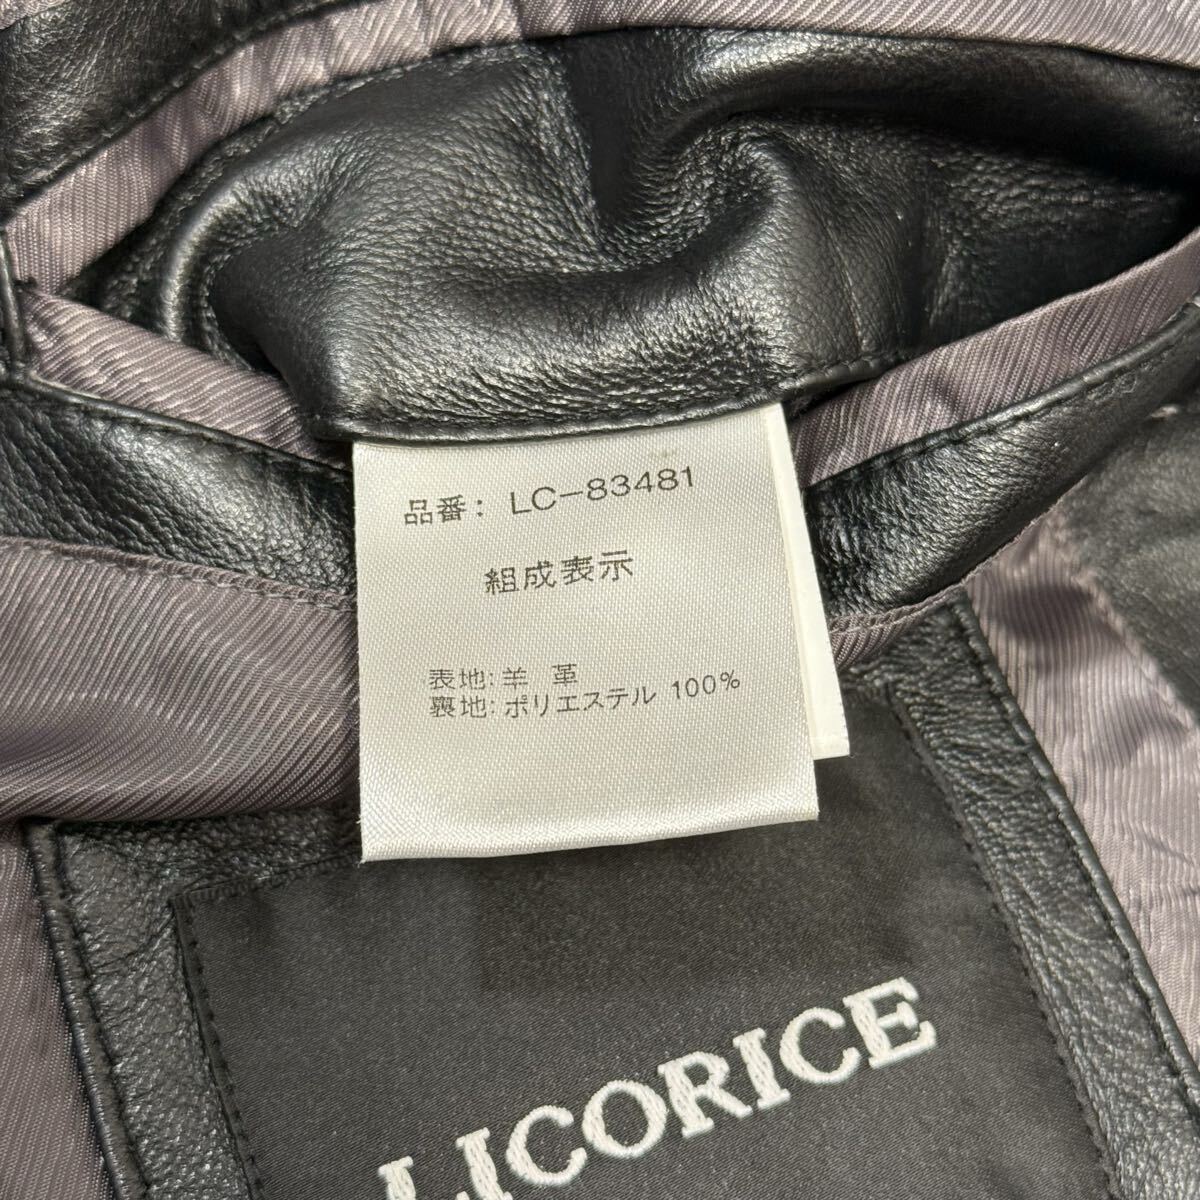 品番: LC-83481
組成表示
表地: 羊 革
裏地: ポリエステル 100%
LICORICE